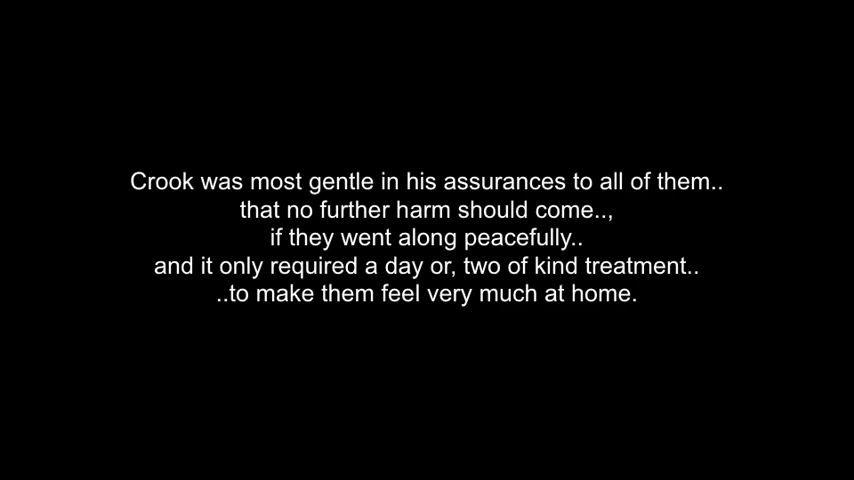 Crook was most gentle in his assurances to all of them..
that no further harm should come..,
if they went along peacefully..
and it only required a day or, two of kind treatment..
..to make them feel very much at home.